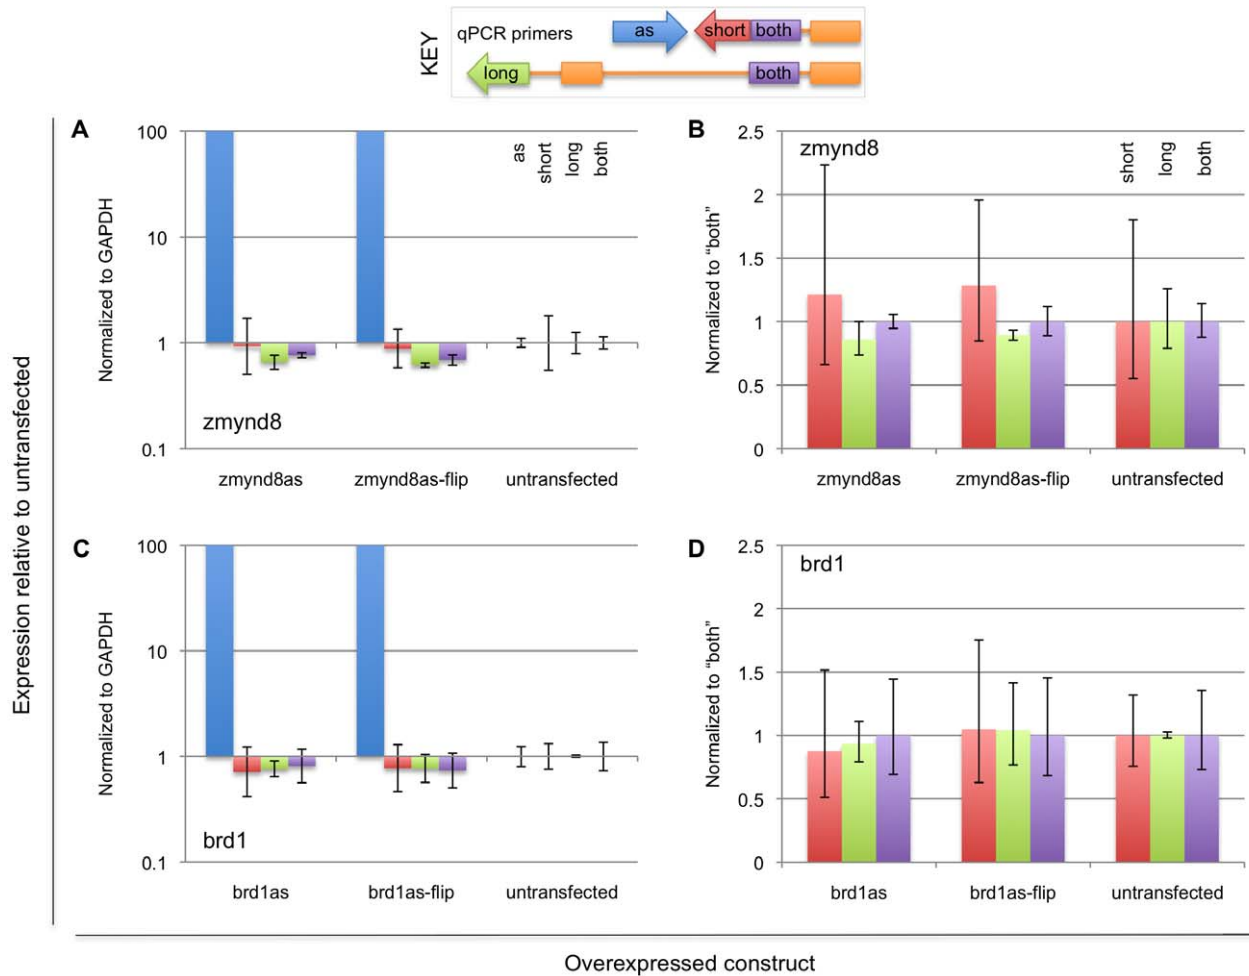 KEY
qPCR primers
as
short
both
long
both
Expression relative to untransfected
A
Normalized to GAPDH
100
10
1
0.1
as
short
long
both
zmynd8
zmynd8as
zmynd8as-flip
untransfected
B
Normalized to “both”
2.5
2
1.5
1
0.5
0
zmynd8
short
long
both
zmynd8as
zmynd8as-flip
untransfected
C
Normalized to GAPDH
100
10
1
0.1
brd1
brd1as
brd1as-flip
untransfected
D
Normalized to “both”
2.5
2
1.5
1
0.5
0
brd1
brd1as
brd1as-flip
untransfected
Overexpressed construct